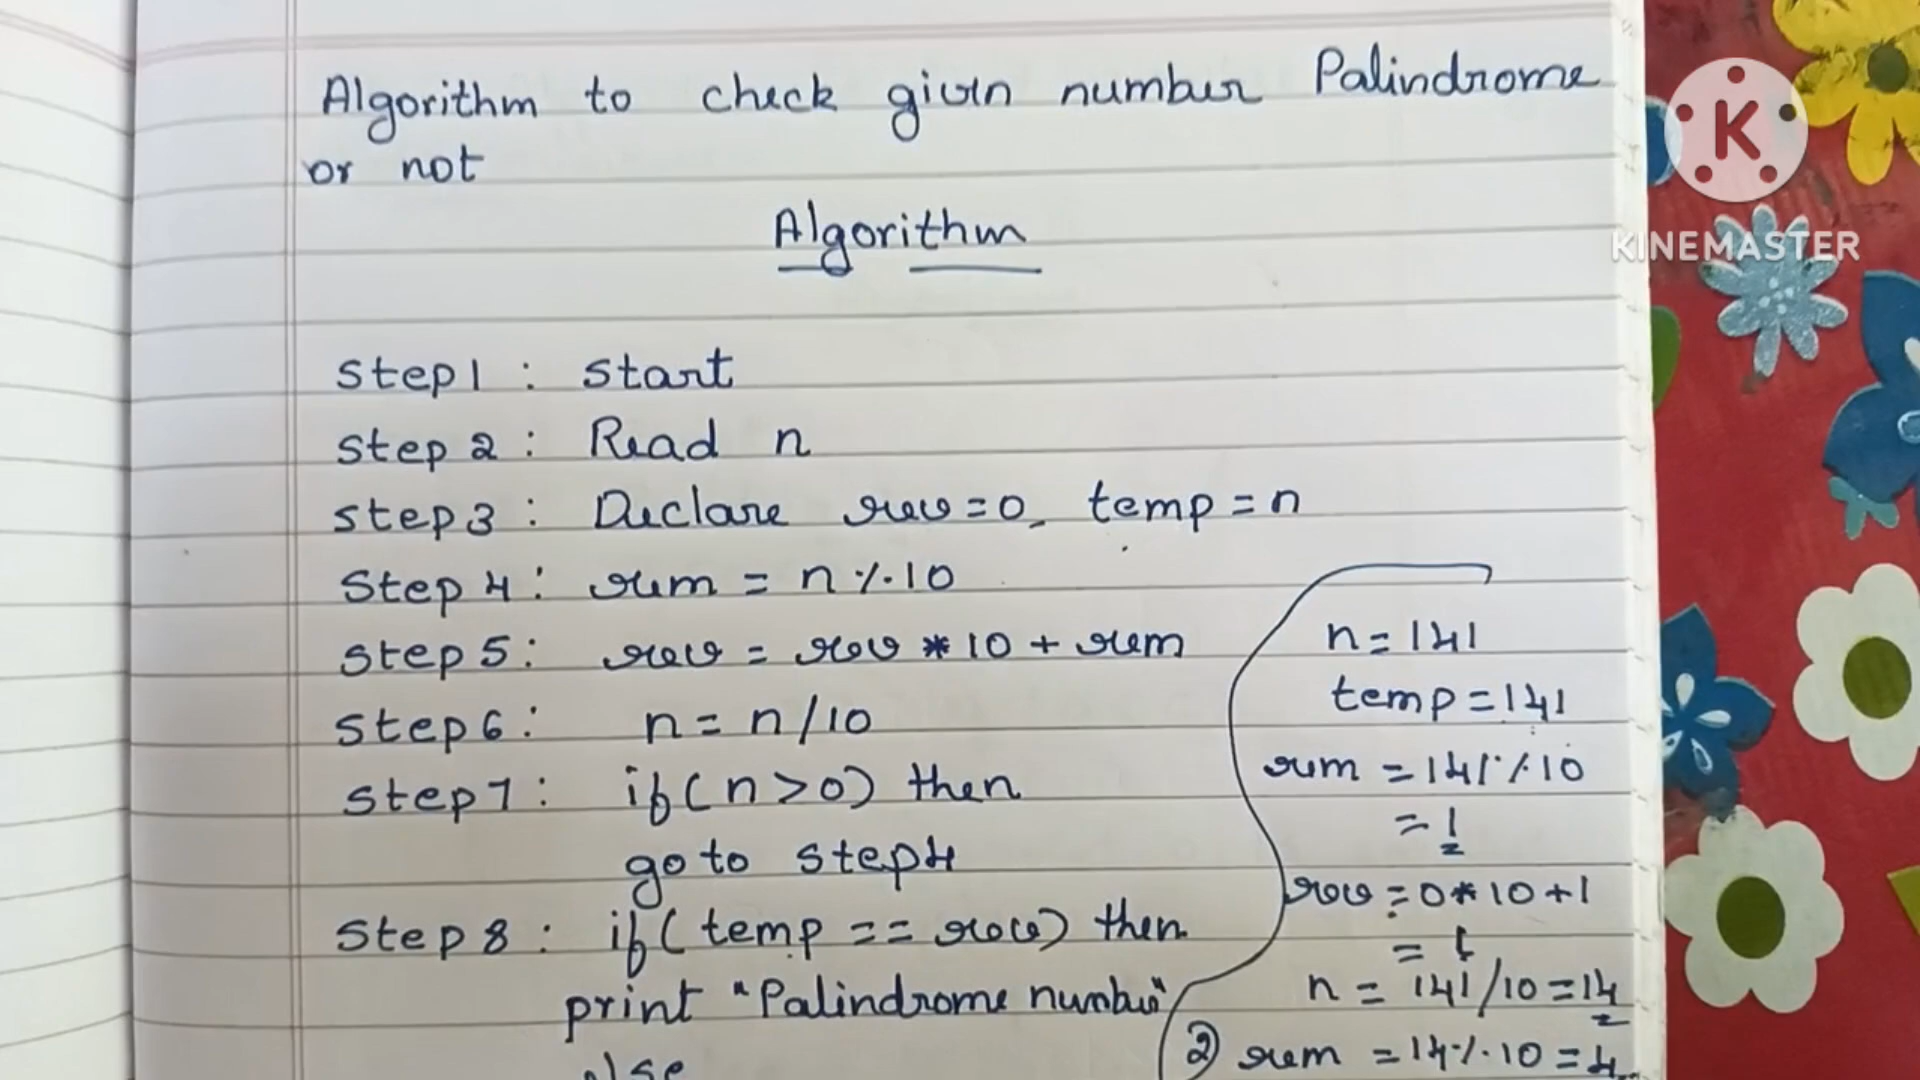 Algorithm to check given number Palindrome
or not
Algorithm
Step 1 : Start
Step 2 : Read n
Step 3 : Declare rev = 0, temp = n
Step 4 : rem = n % 10
Step 5 : rev = rev * 10 + rem
Step 6 : n = n / 10
Step 7 : if (n > 0) then
go to step 4
Step 8 : if ( temp == rev) then
print "Palindrome number"
else
n = 141
temp = 141
rem = 141 % 10
= 1
rev = 0 * 10 + 1
= 1
n = 141 / 10 = 14
② rem = 14 % 10 = 4
K
KINEMASTER